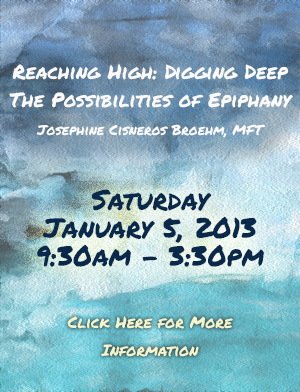 Reaching High: Digging Deep
The Possibilities of Epiphany
Josephine Cisneros Broehm, MFT
Saturday
January 5, 2013
9:30am - 3:30pm
Click Here for More
Information